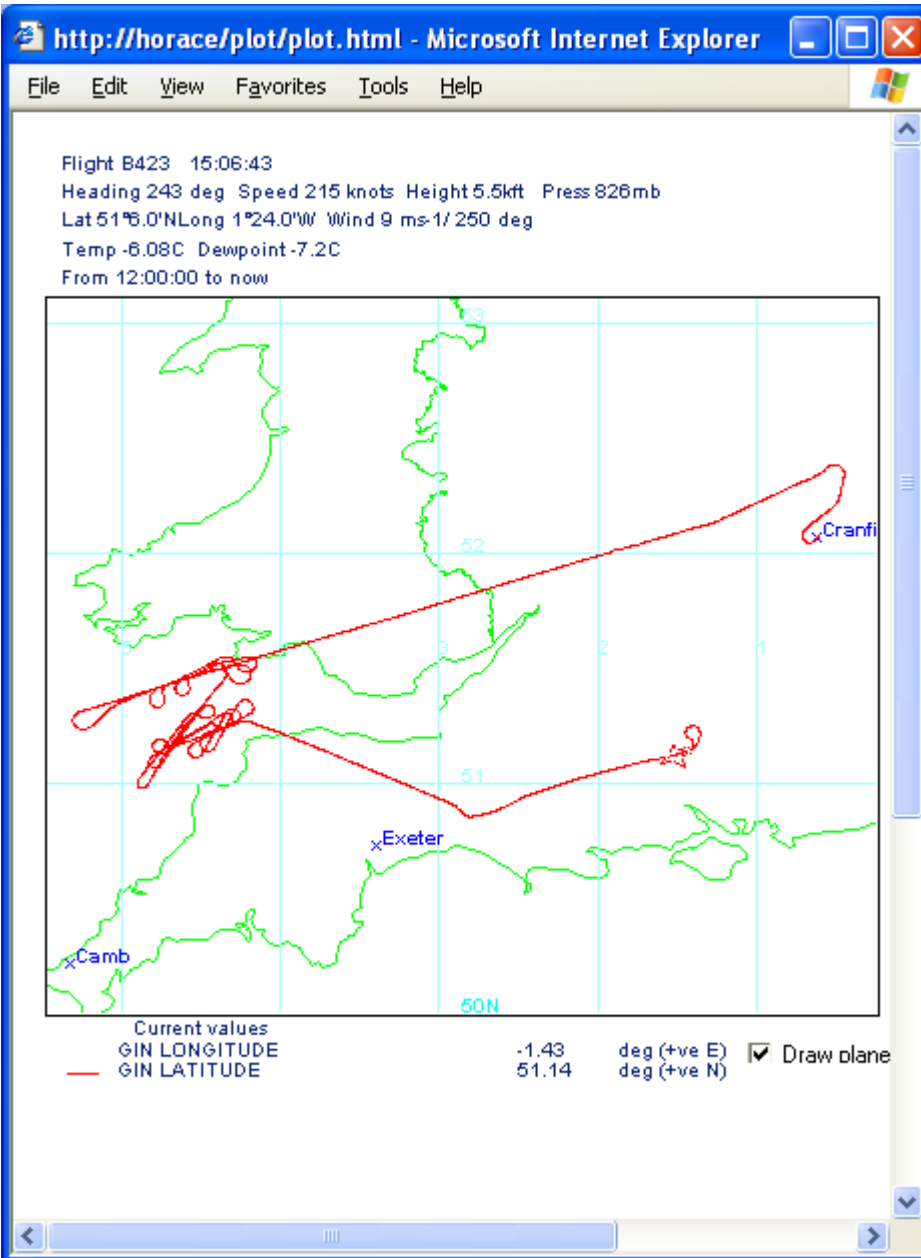 http://horace/plot/plot.html - Microsoft Internet Explorer
File Edit View Favorites Tools Help
Flight B423 15:06:43
Heading 243 deg Speed 215 knots Height 5.5kft Press 826mb
Lat 51°6.0'NLong 1°24.0'W Wind 9 ms-1/ 250 deg
Temp -6.08C Dewpoint -7.2C
From 12:00:00 to now
53
Cranfi
52
5 3 2 1
51
Exeter
Camb
50N
Current values
GIN LONGITUDE -1.43 deg (+ve E) Draw plane
GIN LATITUDE 51.14 deg (+ve N)